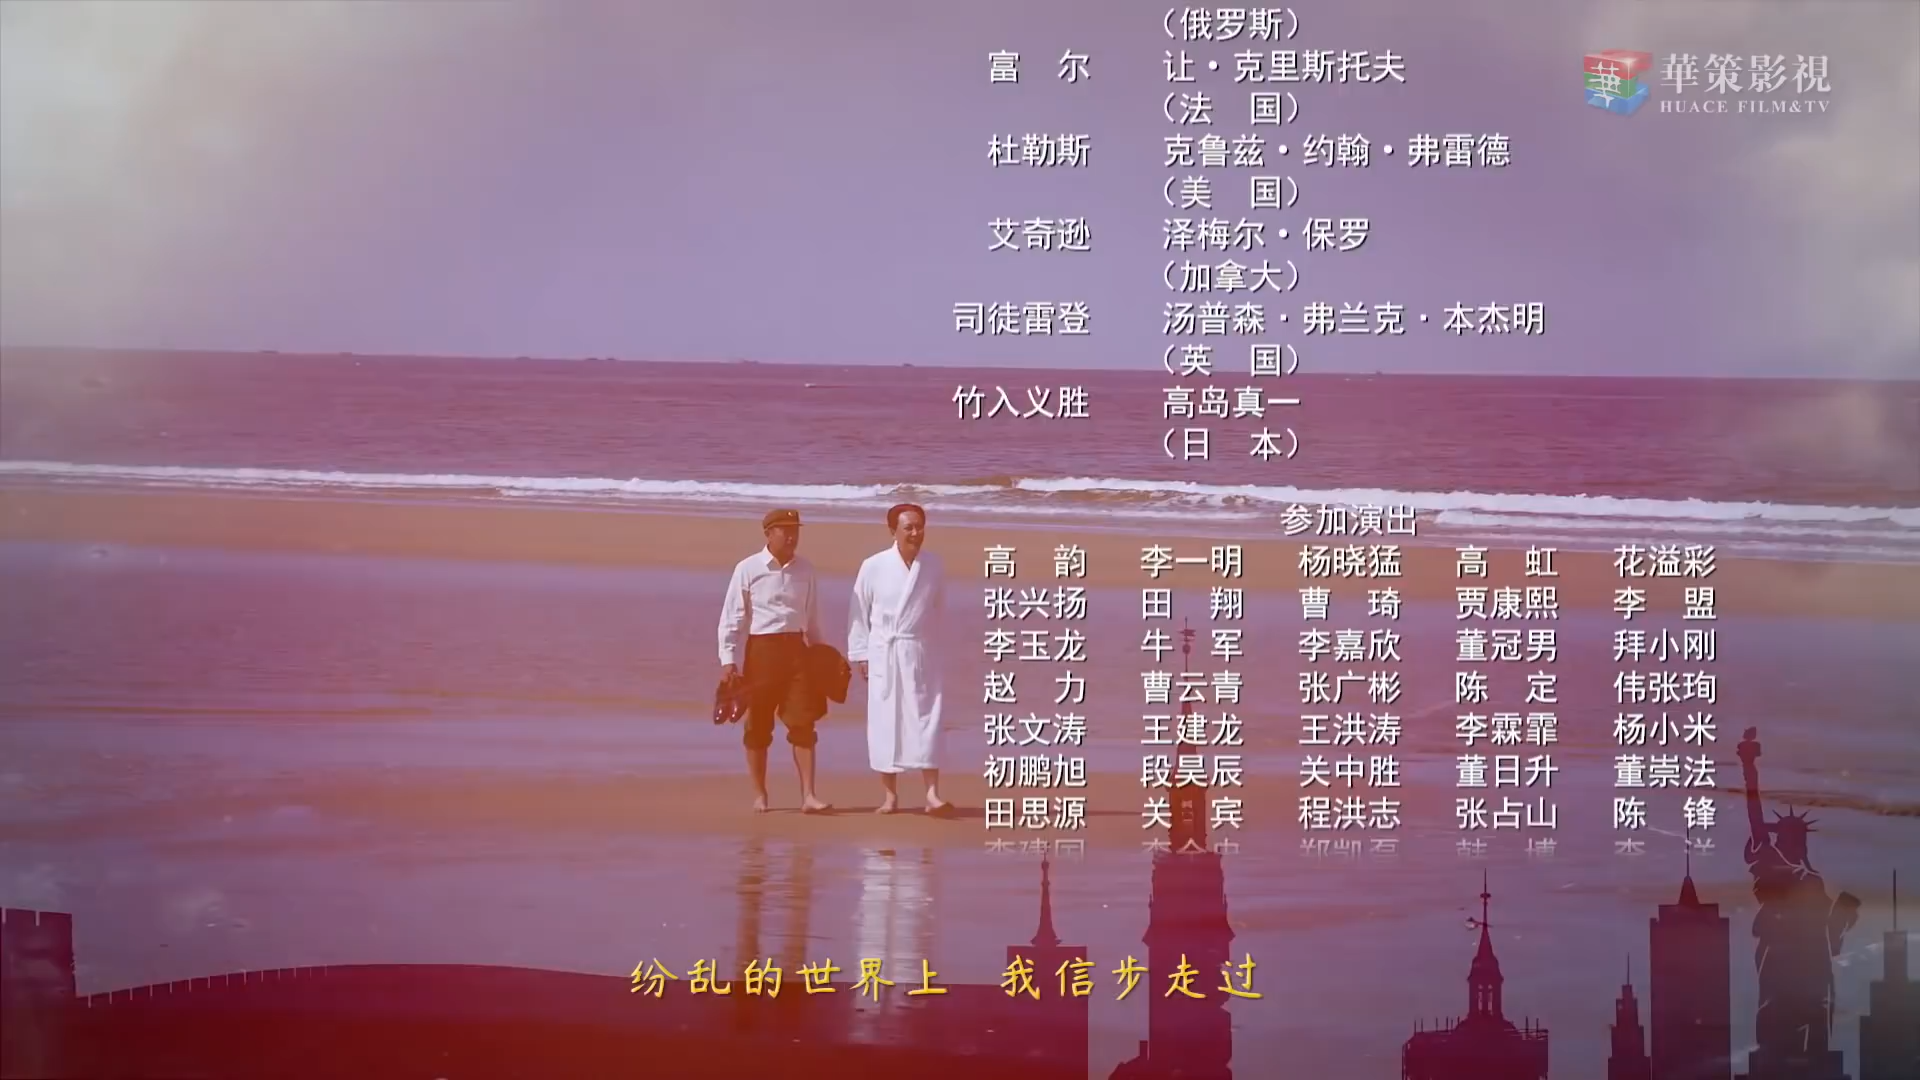 （俄罗斯）
富　尔　　让·克里斯托夫
（法　国）
華策影視
HUACE FILM&TV
杜勒斯　　克鲁兹·约翰·弗雷德
（美　国）
艾奇逊　　泽梅尔·保罗
（加拿大）
司徒雷登　　汤普森·弗兰克·本杰明
（英　国）
竹入义胜　　高岛真一
（日　本）
参加演出
高　韵　　李一明　　杨晓猛　　高　虹　　花溢彩
张兴扬　　田　翔　　曹　琦　　贾康熙　　李　盟
李玉龙　　牛　军　　李嘉欣　　董冠男　　拜小刚
赵　力　　曹云青　　张广彬　　陈　定　　伟张珣
张文涛　　王建龙　　王洪涛　　李霖霏　　杨小米
初鹏旭　　段昊辰　　关中胜　　董日升　　董崇法
田思源　　关　宾　　程洪志　　张占山　　陈　锋
纷乱的世界上　我信步走过